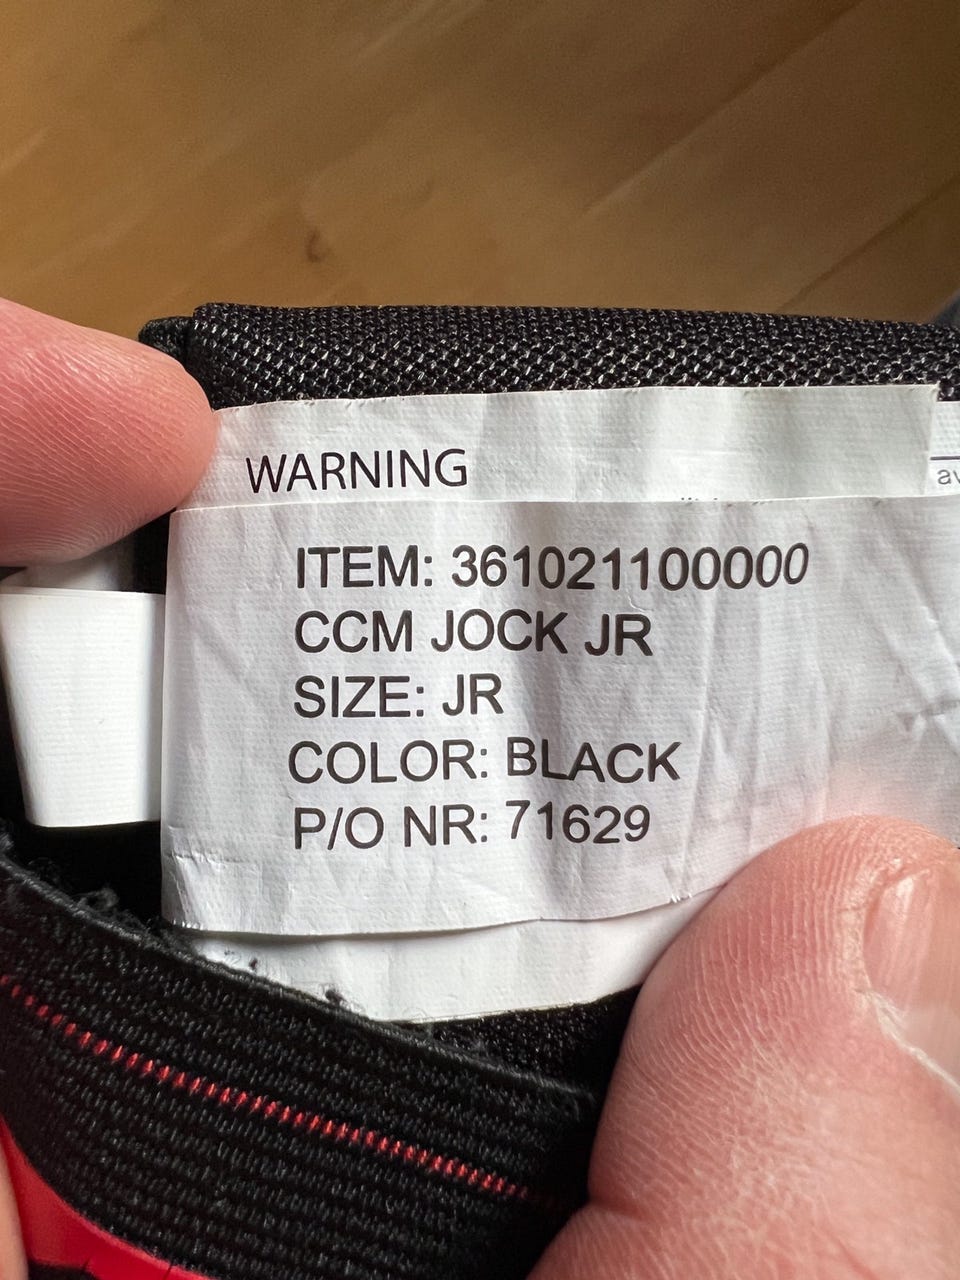 WARNING
ITEM: 361021100000
CCM JOCK JR
SIZE: JR
COLOR: BLACK
P/O NR: 71629